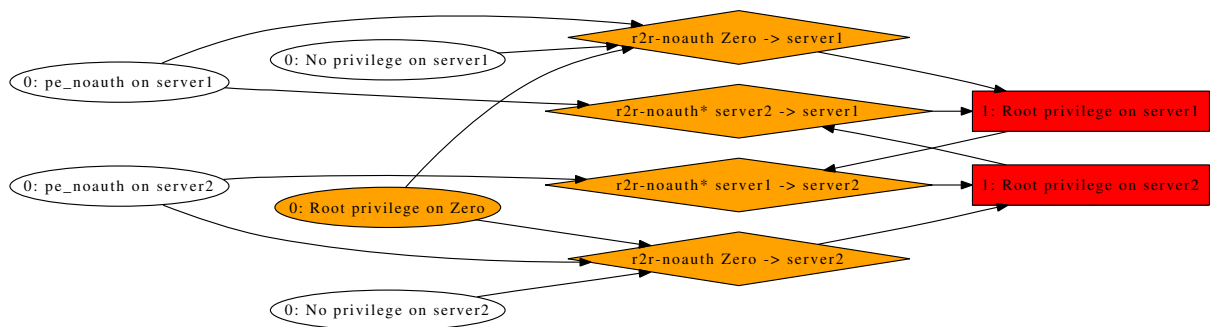 r2r-noauth Zero -> server1
0: No privilege on server1
0: pe_noauth on server1
r2r-noauth* server2 -> server1
1: Root privilege on server1
0: pe_noauth on server2
r2r-noauth* server1 -> server2
1: Root privilege on server2
0: Root privilege on Zero
r2r-noauth Zero -> server2
0: No privilege on server2